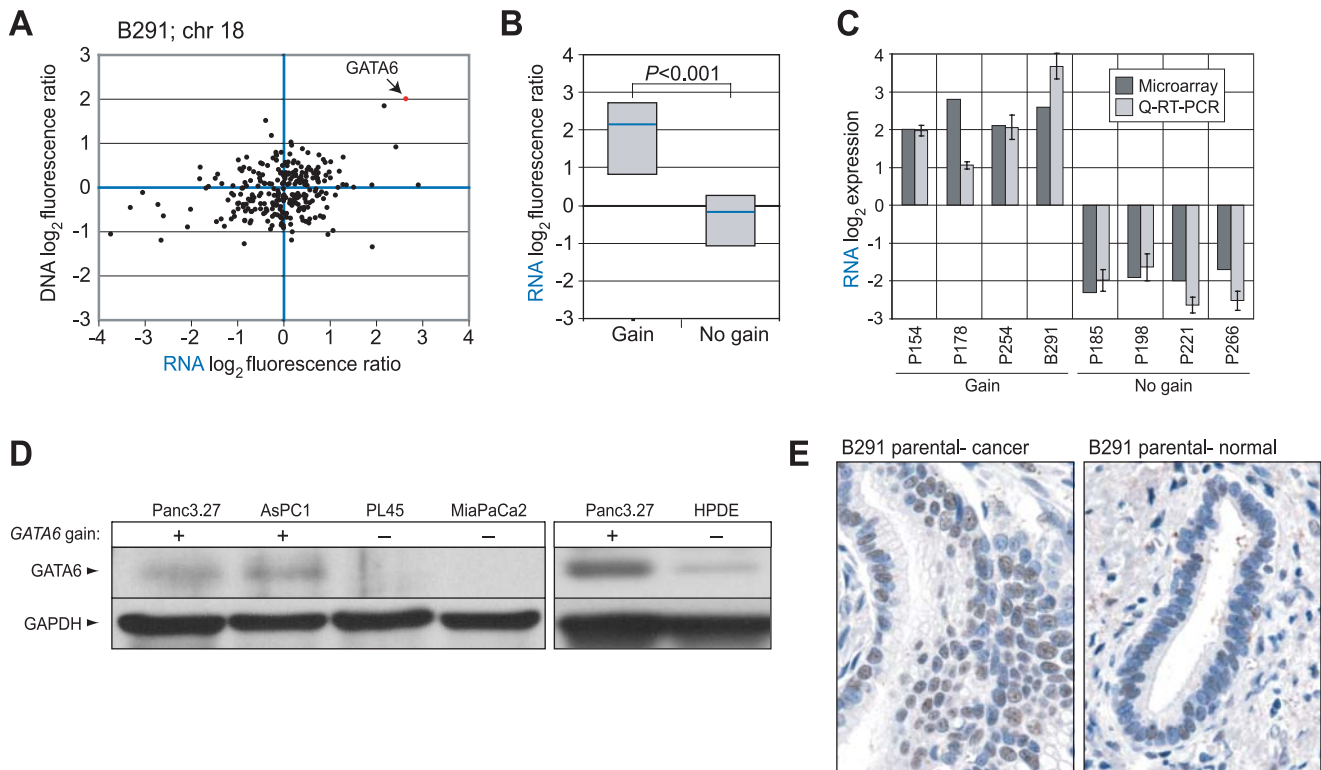 A
B291; chr 18
GATA6
3
2
1
0
-1
-2
-3
-4 -3 -2 -1 0 1 2 3 4
DNA log2 fluorescence ratio
RNA log2 fluorescence ratio
B
4
3
2
1
0
-1
-2
-3
P<0.001
RNA log2 fluorescence ratio
Gain No gain
C
4
3
2
1
0
-1
-2
-3
RNA log2 expression
Microarray
Q-RT-PCR
P154 P178 P254 B291 P185 P198 P221 P266
Gain No gain
D
Panc3.27 AsPC1 PL45 MiaPaCa2 Panc3.27 HPDE
GATA6 gain: + + − − + −
GATA6
GAPDH
E
B291 parental- cancer B291 parental- normal